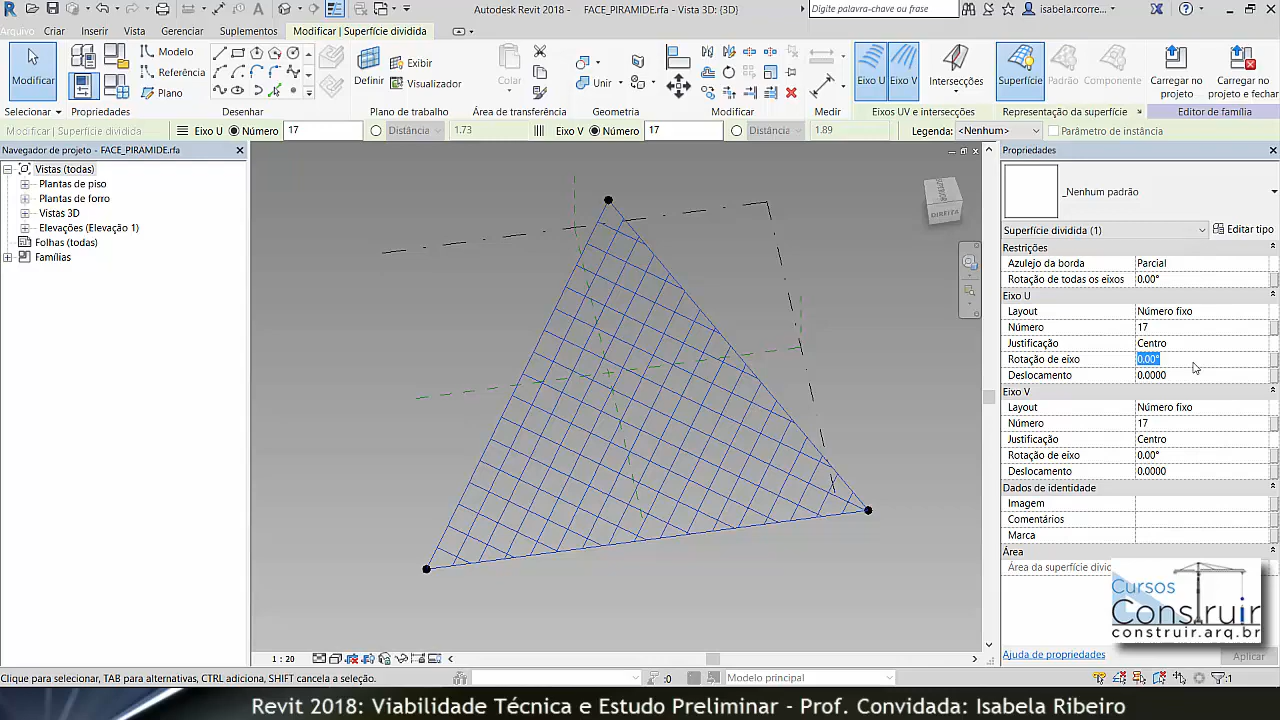 Autodesk Revit 2018 - FACE_PIRAMIDE.rfa - Vista 3D: {3D}
Digite palavra-chave ou frase
isabela.rcorre...
Arquivo Criar Inserir Vista Gerenciar Suplementos Modificar | Superfície dividida
Modificar
Modelo
Referência
Plano
Definir
Exibir
Visualizador
Colar
Unir
Eixo U Eixo V Intersecções
Superfície Padrão Componente
Carregar no projeto
Carregar no projeto e fechar
Selecionar Propriedades Desenhar Plano de trabalho Área de transferência Geometria Modificar Medir Eixos UV e intersecções Representação da superfície Editor de família
Modificar | Superfície dividida Eixo U Número 17 Distância 1.73 Eixo V Número 17 Distância 1.89 Legenda: <Nenhum> Parâmetro de instância
Navegador de projeto - FACE_PIRAMIDE.rfa
Vistas (todas)
Plantas de piso
Plantas de forro
Vistas 3D
Elevações (Elevação 1)
Folhas (todas)
Famílias
SUPERIOR
DIREITA
Propriedades
_Nenhum padrão
Superfície dividida (1) Editar tipo
Restrições
Azulejo da borda Parcial
Rotação de todas os eixos 0.00°
Eixo U
Layout Número fixo
Número 17
Justificação Centro
Rotação de eixo 0.00°
Deslocamento 0.0000
Eixo V
Layout Número fixo
Número 17
Justificação Centro
Rotação de eixo 0.00°
Deslocamento 0.0000
Dados de identidade
Imagem
Comentários
Marca
Área
Área da superfície divid
Cursos
Construir
construir.arq.br
Ajuda de propriedades Aplicar
1 : 20
Clique para selecionar, TAB para alternativas, CTRL adiciona, SHIFT cancela a seleção.
:0 Modelo principal :1
Revit 2018: Viabilidade Técnica e Estudo Preliminar - Prof. Convidada: Isabela Ribeiro